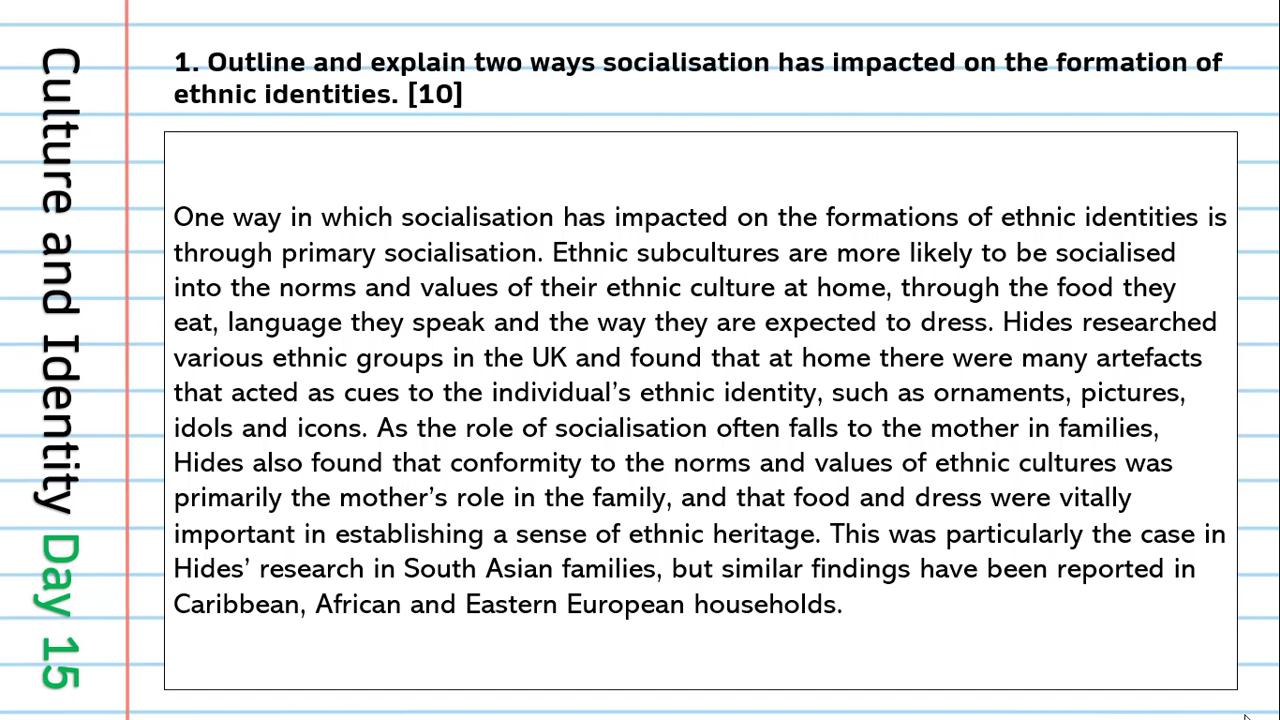 Culture and Identity Day 15
1. Outline and explain two ways socialisation has impacted on the formation of
ethnic identities. [10]
One way in which socialisation has impacted on the formations of ethnic identities is
through primary socialisation. Ethnic subcultures are more likely to be socialised
into the norms and values of their ethnic culture at home, through the food they
eat, language they speak and the way they are expected to dress. Hides researched
various ethnic groups in the UK and found that at home there were many artefacts
that acted as cues to the individual’s ethnic identity, such as ornaments, pictures,
idols and icons. As the role of socialisation often falls to the mother in families,
Hides also found that conformity to the norms and values of ethnic cultures was
primarily the mother’s role in the family, and that food and dress were vitally
important in establishing a sense of ethnic heritage. This was particularly the case in
Hides’ research in South Asian families, but similar findings have been reported in
Caribbean, African and Eastern European households.